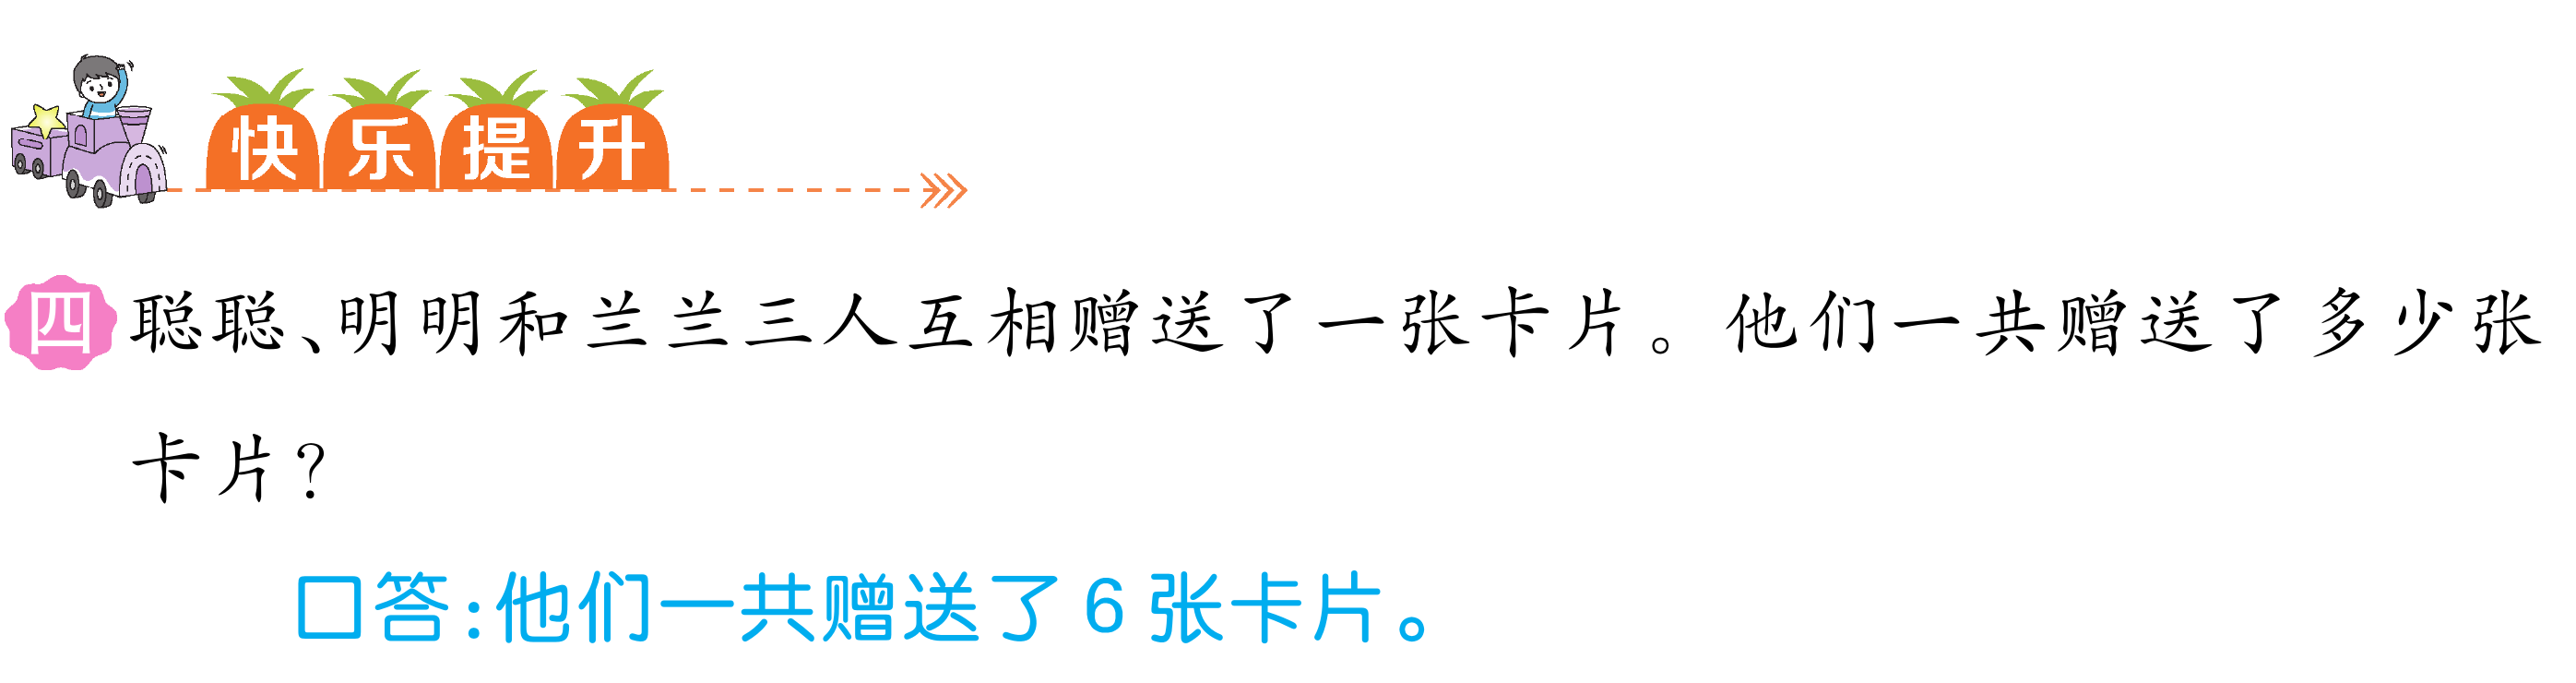 快乐提升
四 聪聪、明明和兰兰三人互相赠送了一张卡片。他们一共赠送了多少张
卡片?
口答:他们一共赠送了 6 张卡片。